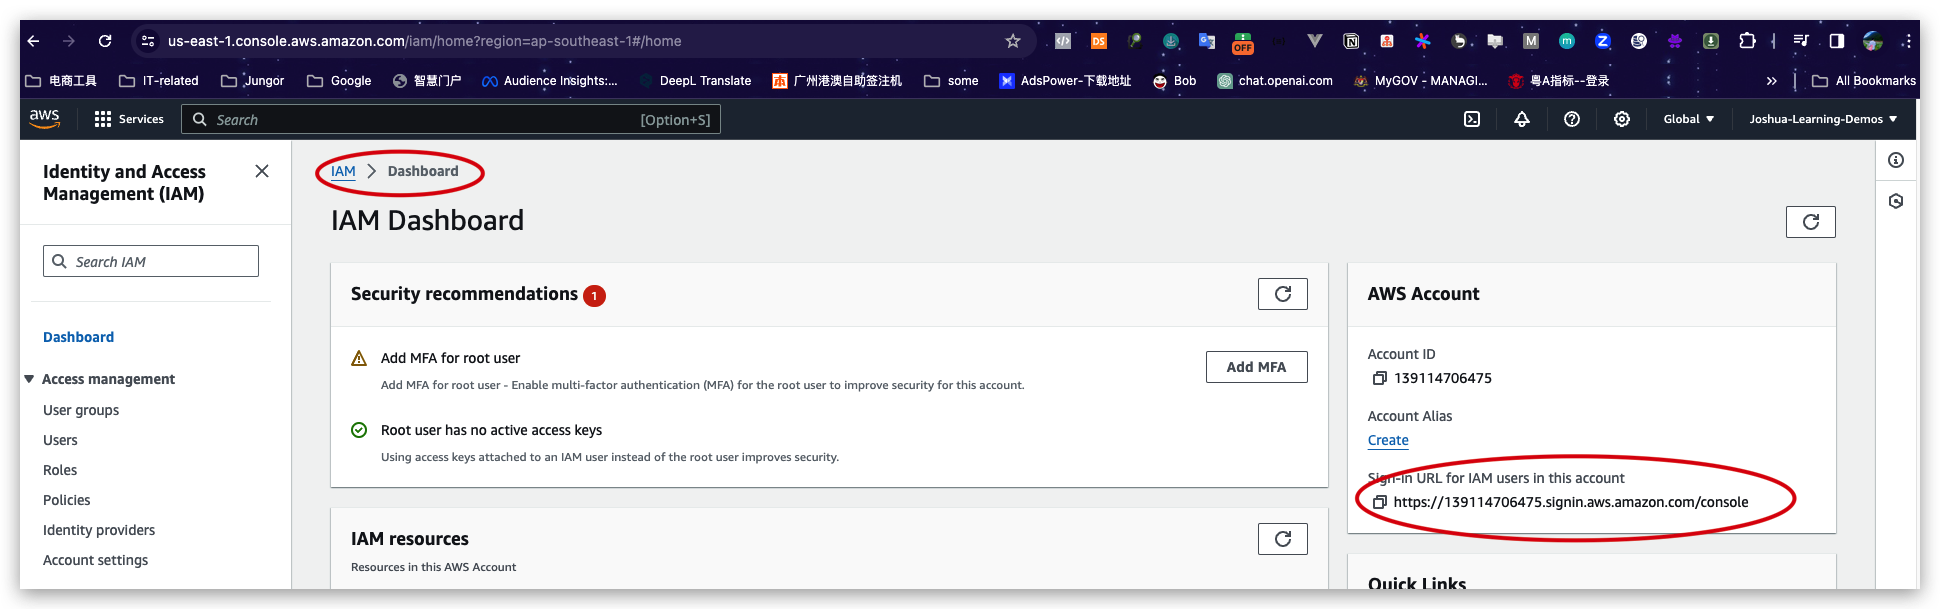 us-east-1.console.aws.amazon.com/iam/home?region=ap-southeast-1#/home
DS
OFF
N
M
m
Z
电商工具
IT-related
Jungor
Google
智慧门户
Audience Insights:...
DeepL Translate
广州港澳自助签注机
some
AdsPower-下载地址
Bob
chat.openai.com
MyGOV - MANAGI...
粤A指标--登录
»
All Bookmarks
aws
Services
Search
[Option+S]
Global
Joshua-Learning-Demos
Identity and Access
Management (IAM)
Search IAM
Dashboard
Access management
User groups
Users
Roles
Policies
Identity providers
Account settings
IAM > Dashboard
IAM Dashboard
Security recommendations 1
Add MFA for root user
Add MFA for root user - Enable multi-factor authentication (MFA) for the root user to improve security for this account.
Add MFA
Root user has no active access keys
Using access keys attached to an IAM user instead of the root user improves security.
IAM resources
Resources in this AWS Account
AWS Account
Account ID
139114706475
Account Alias
Create
Sign-in URL for IAM users in this account
https://139114706475.signin.aws.amazon.com/console
Quick Links